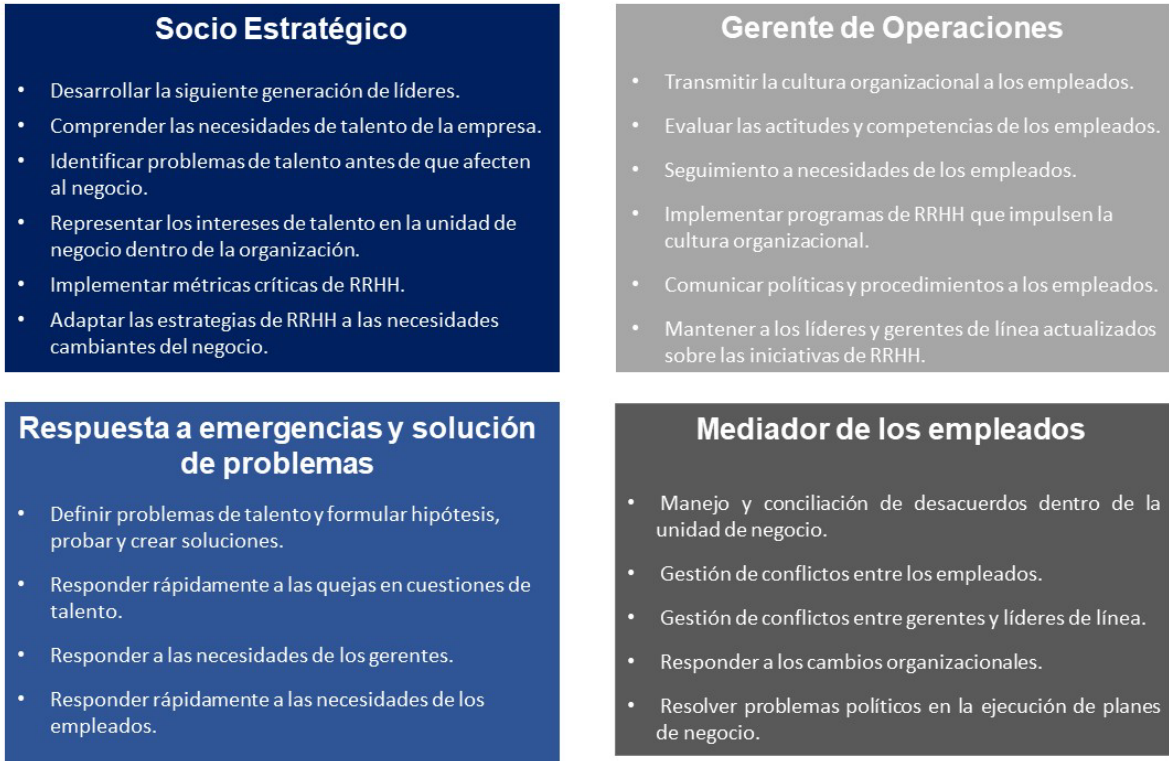 Socio Estratégico
• Desarrollar la siguiente generación de líderes.
• Comprender las necesidades de talento de la empresa.
• Identificar problemas de talento antes de que afecten
al negocio.
• Representar los intereses de talento en la unidad de
negocio dentro de la organización.
• Implementar métricas críticas de RRHH.
• Adaptar las estrategias de RRHH a las necesidades
cambiantes del negocio.
Gerente de Operaciones
• Transmitir la cultura organizacional a los empleados.
• Evaluar las actitudes y competencias de los empleados.
• Seguimiento a necesidades de los empleados.
• Implementar programas de RRHH que impulsen la
cultura organizacional.
• Comunicar políticas y procedimientos a los empleados.
• Mantener a los líderes y gerentes de línea actualizados
sobre las iniciativas de RRHH.
Respuesta a emergencias y solución
de problemas
• Definir problemas de talento y formular hipótesis,
probar y crear soluciones.
• Responder rápidamente a las quejas en cuestiones de
talento.
• Responder a las necesidades de los gerentes.
• Responder rápidamente a las necesidades de los
empleados.
Mediador de los empleados
• Manejo y conciliación de desacuerdos dentro de la
unidad de negocio.
• Gestión de conflictos entre los empleados.
• Gestión de conflictos entre gerentes y líderes de línea.
• Responder a los cambios organizacionales.
• Resolver problemas políticos en la ejecución de planes
de negocio.